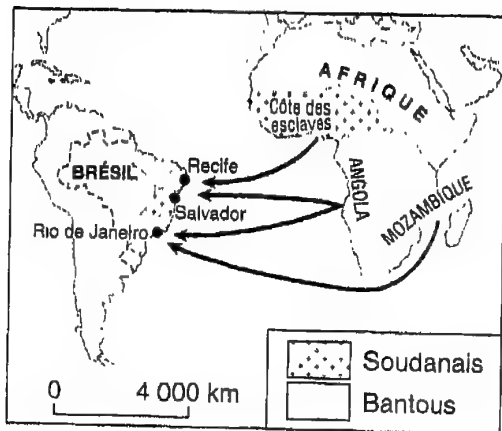 AFRIQUE
Côte des
esclaves
BRÉSIL
Recife
Salvador
Rio de Janeiro
ANGOLA
MOZAMBIQUE
Soudanais
Bantous
0 4 000 km